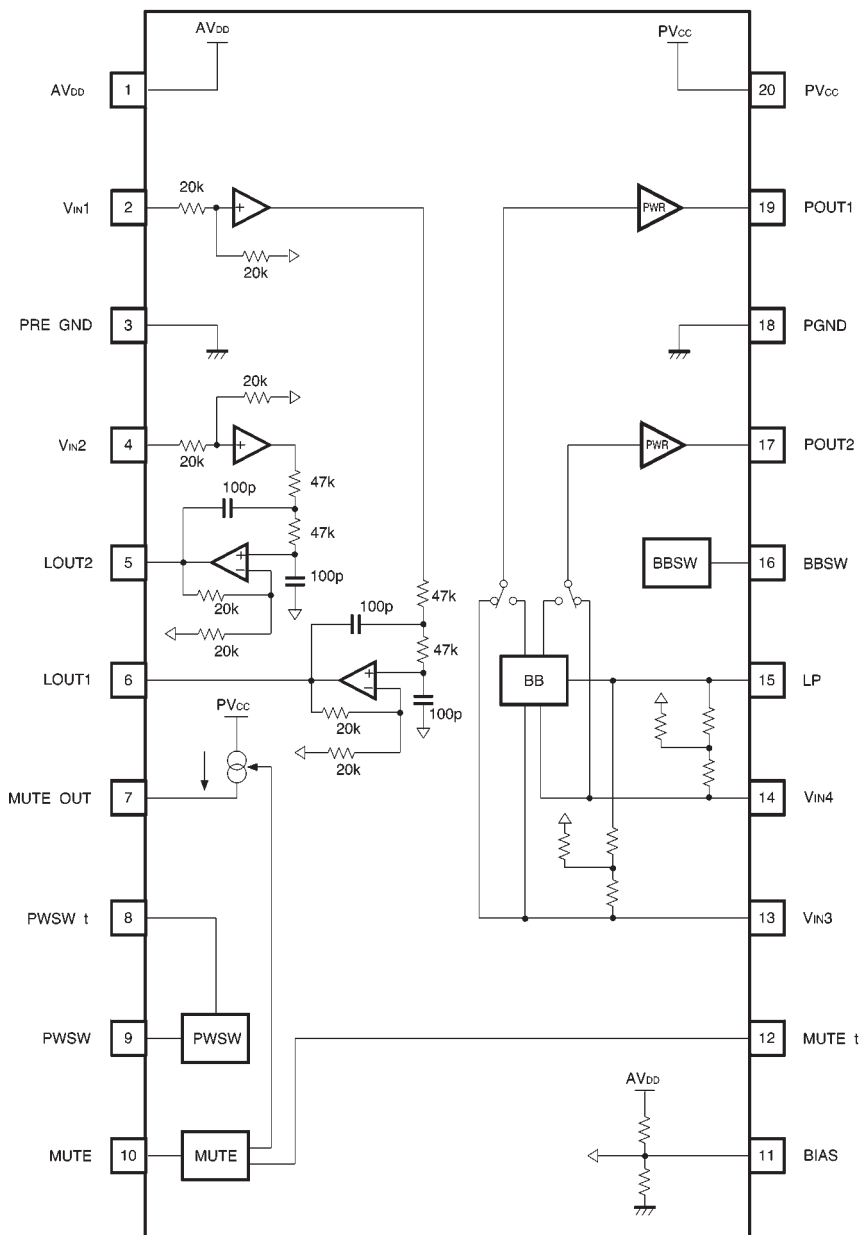 AVDD
PVCC
AVDD 1
20 PVCC
20k
VIN1 2
+
PWR
19 POUT1
20k
PRE GND 3
18 PGND
20k
VIN2 4
20k
+
PWR
17 POUT2
47k
100p
47k
LOUT2 5
+
−
100p
BBSW
16 BBSW
20k
20k
47k
100p
47k
LOUT1 6
+
−
100p
BB
15 LP
PVCC
20k
20k
MUTE OUT 7
14 VIN4
PWSW t 8
13 VIN3
PWSW 9
PWSW
12 MUTE t
AVDD
MUTE 10
MUTE
11 BIAS